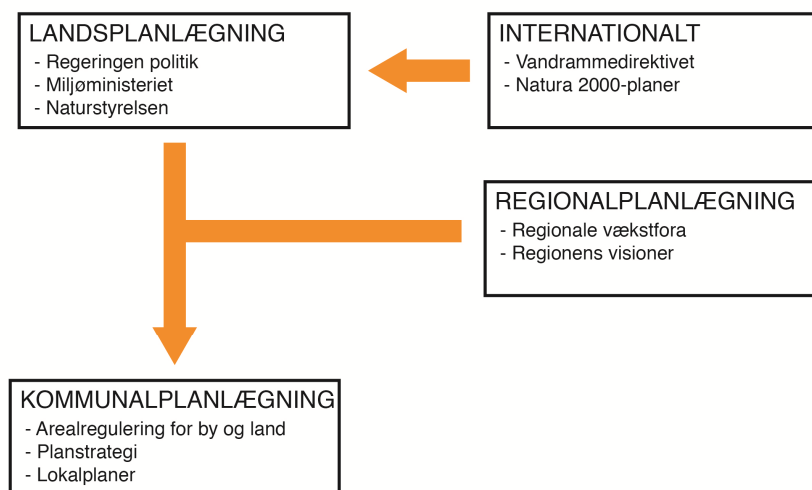 LANDSPLANLÆGNING
- Regeringen politik
- Miljøministeriet
- Naturstyrelsen
INTERNATIONALT
- Vandrammedirektivet
- Natura 2000-planer
REGIONALPLANLÆGNING
- Regionale vækstfora
- Regionens visioner
KOMMUNALPLANLÆGNING
- Arealregulering for by og land
- Planstrategi
- Lokalplaner